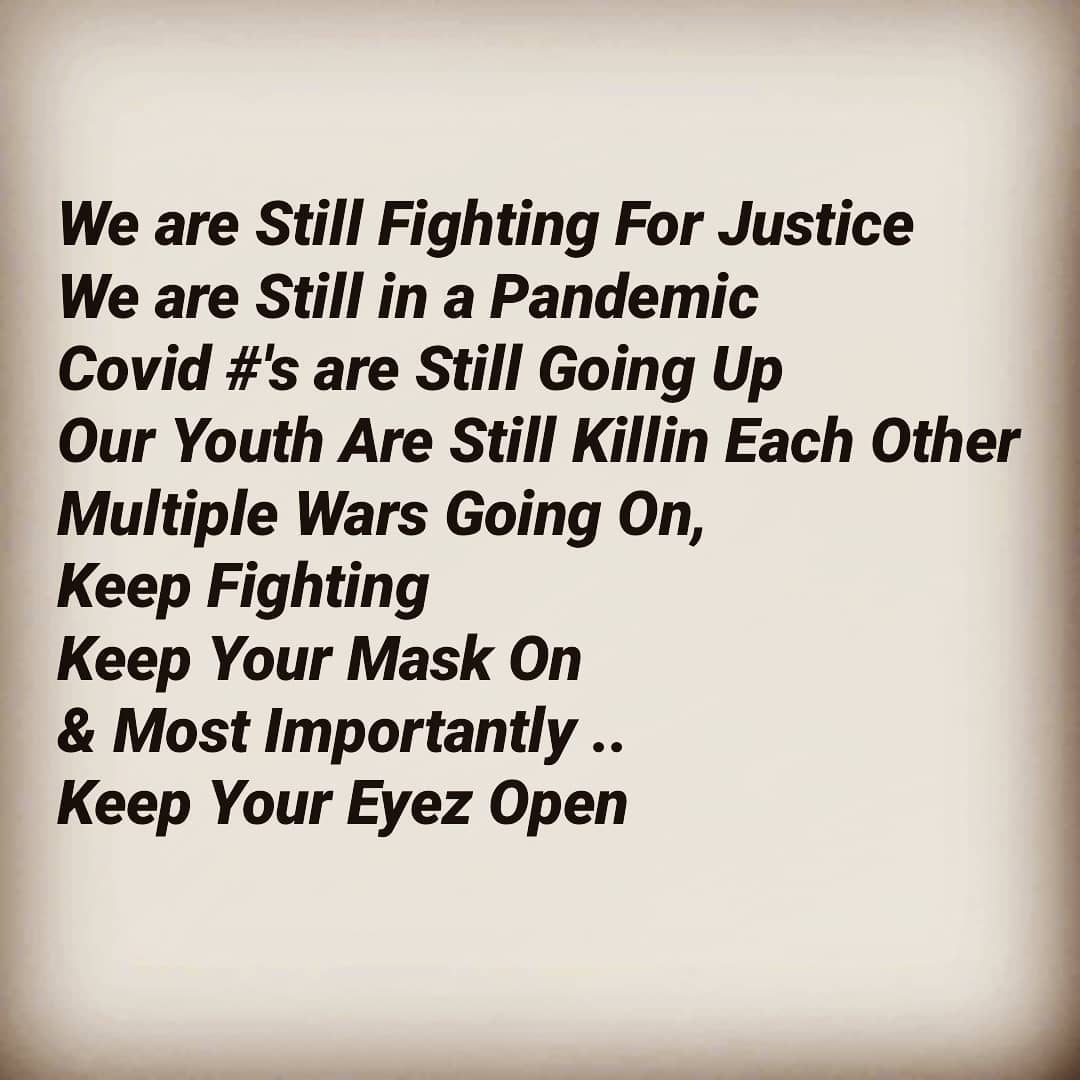 We are Still Fighting For Justice
We are Still in a Pandemic
Covid #'s are Still Going Up
Our Youth Are Still Killin Each Other
Multiple Wars Going On,
Keep Fighting
Keep Your Mask On
& Most Importantly ..
Keep Your Eyez Open